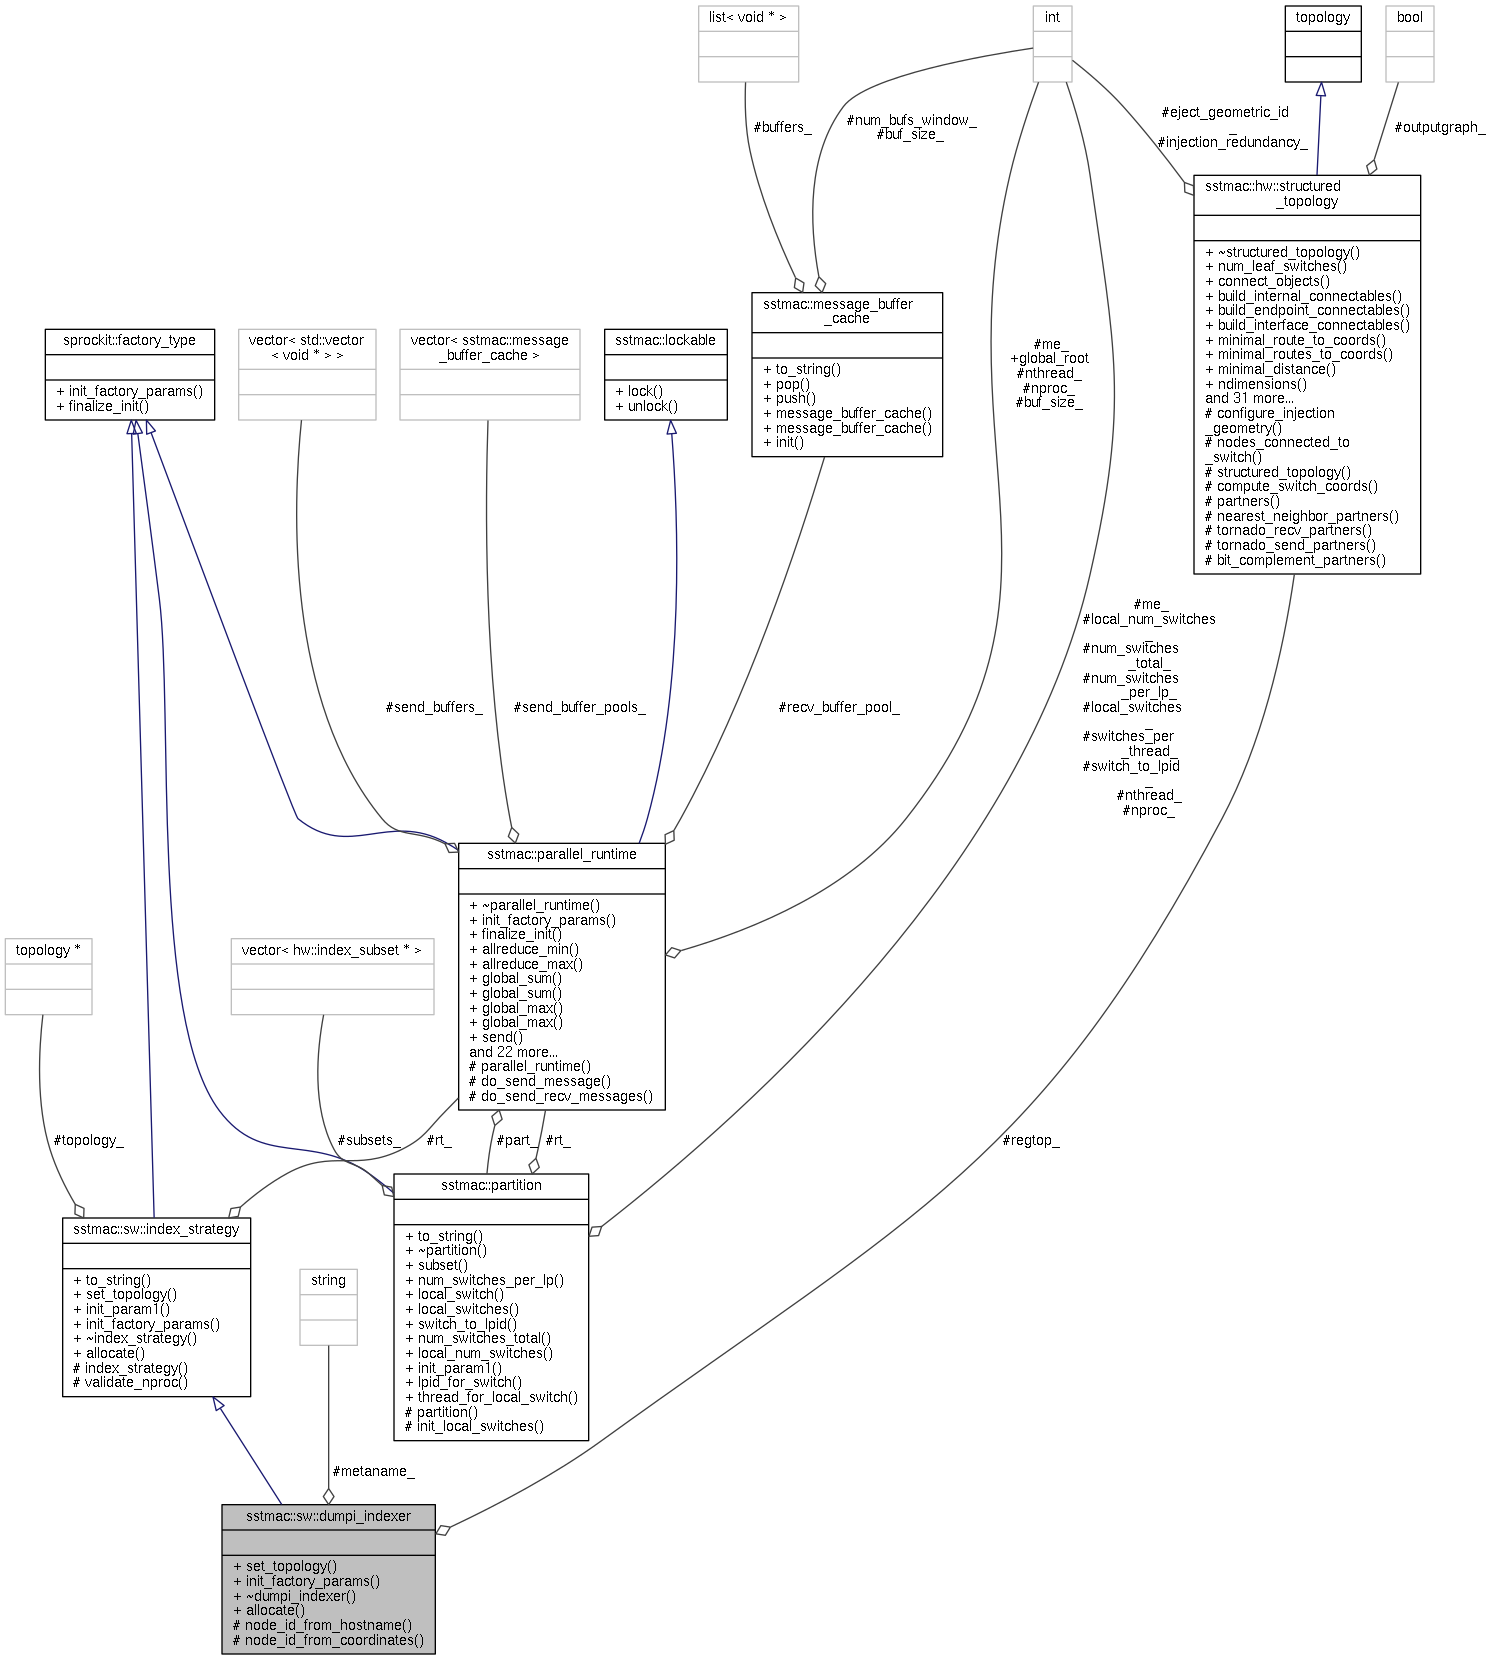 list< void * >
int
topology
bool
#buffers_
#num_bufs_window_
#buf_size_
#eject_geometric_id
_
#injection_redundancy_
#outputgraph_
sstmac::hw::structured
_topology
+ ~structured_topology()
+ num_leaf_switches()
+ connect_objects()
+ build_internal_connectables()
+ build_endpoint_connectables()
+ build_interface_connectables()
+ minimal_route_to_coords()
+ minimal_routes_to_coords()
+ minimal_distance()
+ ndimensions()
and 31 more...
# configure_injection
_geometry()
# nodes_connected_to
_switch()
# structured_topology()
# compute_switch_coords()
# partners()
# nearest_neighbor_partners()
# tornado_recv_partners()
# tornado_send_partners()
# bit_complement_partners()
sstmac::message_buffer
_cache
+ to_string()
+ pop()
+ push()
+ message_buffer_cache()
+ message_buffer_cache()
+ init()
sprockit::factory_type
+ init_factory_params()
+ finalize_init()
vector< std::vector
< void * > >
vector< sstmac::message
_buffer_cache >
sstmac::lockable
+ lock()
+ unlock()
#me_
+global_root
#nthread_
#nproc_
#buf_size_
#me_
#local_num_switches
_
#num_switches
_total_
#num_switches
_per_lp_
#local_switches
_
#switches_per
_thread_
#switch_to_lpid
_
#nthread_
#nproc_
#send_buffers_
#send_buffer_pools_
#recv_buffer_pool_
sstmac::parallel_runtime
+ ~parallel_runtime()
+ init_factory_params()
+ finalize_init()
+ allreduce_min()
+ allreduce_max()
+ global_sum()
+ global_sum()
+ global_max()
+ global_max()
+ send()
and 22 more...
# parallel_runtime()
# do_send_message()
# do_send_recv_messages()
topology *
vector< hw::index_subset * >
#topology_
#subsets_
#rt_
#part_
#rt_
#regtop_
sstmac::sw::index_strategy
+ to_string()
+ set_topology()
+ init_param1()
+ init_factory_params()
+ ~index_strategy()
+ allocate()
# index_strategy()
# validate_nproc()
string
sstmac::partition
+ to_string()
+ ~partition()
+ subset()
+ num_switches_per_lp()
+ local_switch()
+ local_switches()
+ switch_to_lpid()
+ num_switches_total()
+ local_num_switches()
+ init_param1()
+ lpid_for_switch()
+ thread_for_local_switch()
# partition()
# init_local_switches()
#metaname_
sstmac::sw::dumpi_indexer
+ set_topology()
+ init_factory_params()
+ ~dumpi_indexer()
+ allocate()
# node_id_from_hostname()
# node_id_from_coordinates()